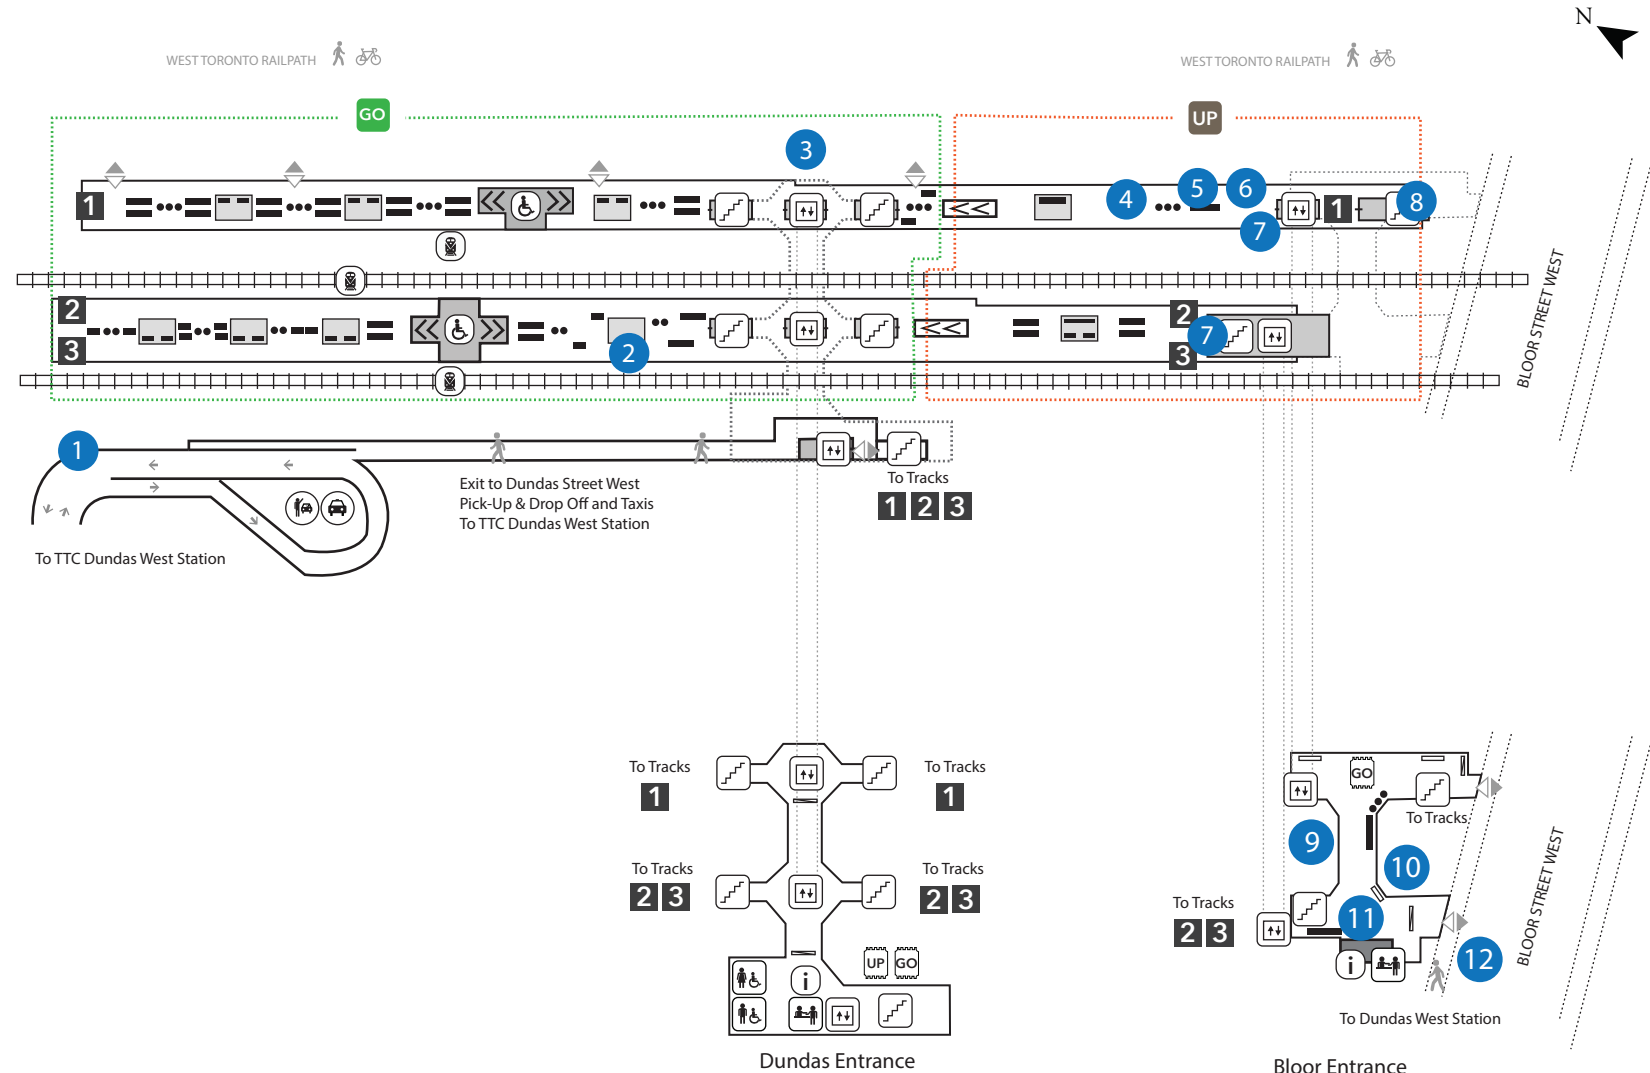 N
WEST TORONTO RAILPATH
WEST TORONTO RAILPATH
GO
UP
3
4
5
6
7
8
1
1
BLOOR STREET WEST
2
3
2
2
3
7
1
Exit to Dundas Street West
Pick-Up & Drop Off and Taxis
To TTC Dundas West Station
To Tracks
1 2 3
To TTC Dundas West Station
To Tracks
1
To Tracks
1
To Tracks
2 3
To Tracks
2 3
UP GO
i
Dundas Entrance
GO
To Tracks
9
10
11
12
To Tracks
2 3
i
BLOOR STREET WEST
To Dundas West Station
Bloor Entrance